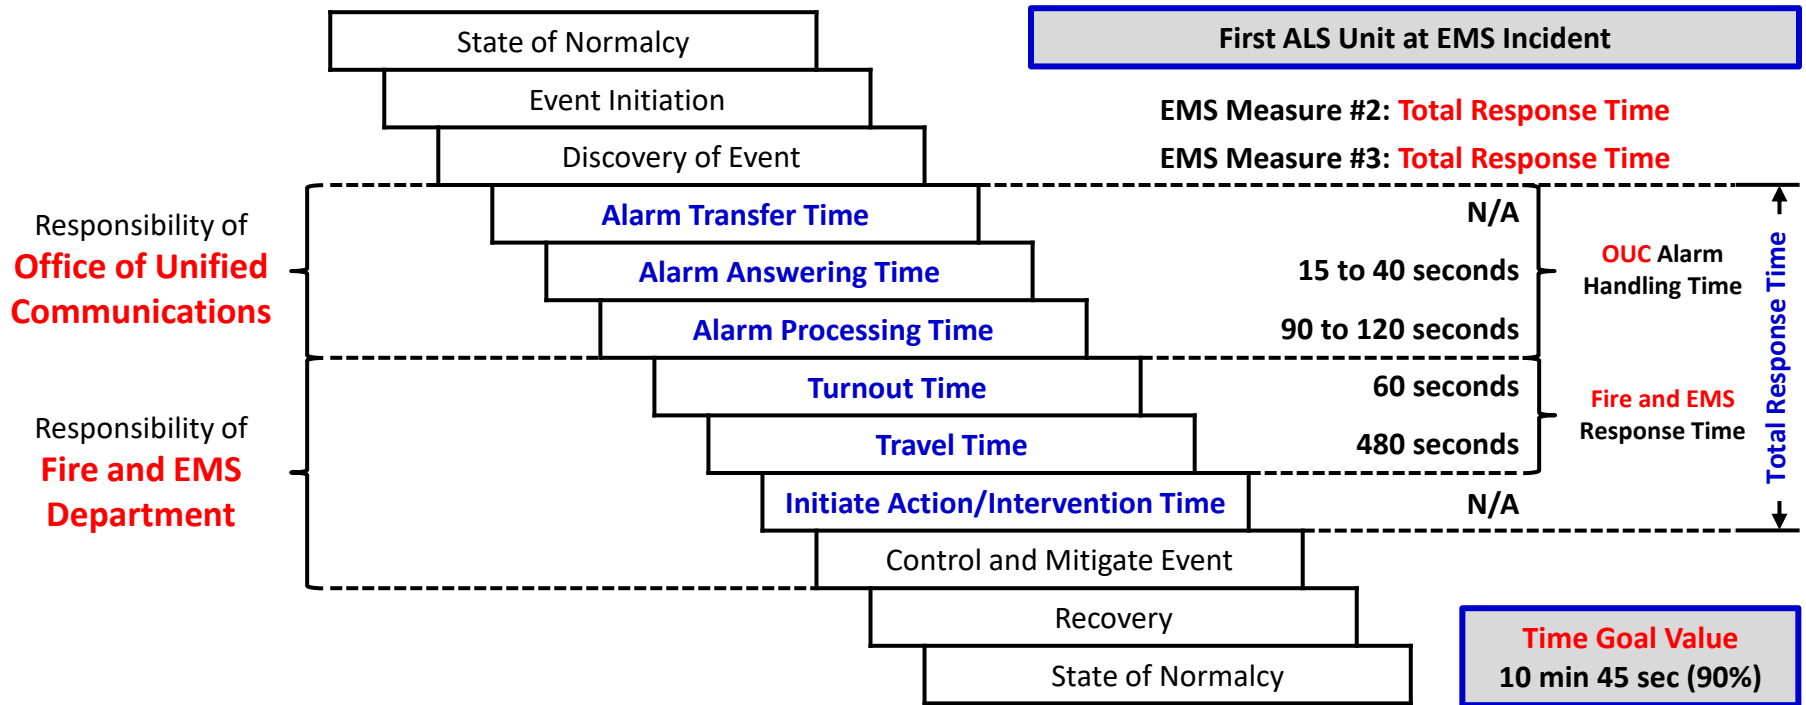 State of Normalcy
First ALS Unit at EMS Incident
Event Initiation
EMS Measure #2: Total Response Time
Discovery of Event
EMS Measure #3: Total Response Time
Responsibility of
Office of Unified
Communications
Alarm Transfer Time
N/A
Alarm Answering Time
15 to 40 seconds
Alarm Processing Time
90 to 120 seconds
OUC Alarm
Handling Time
Total Response Time
Responsibility of
Fire and EMS
Department
Turnout Time
60 seconds
Travel Time
480 seconds
Fire and EMS
Response Time
Initiate Action/Intervention Time
N/A
Control and Mitigate Event
Recovery
State of Normalcy
Time Goal Value
10 min 45 sec (90%)